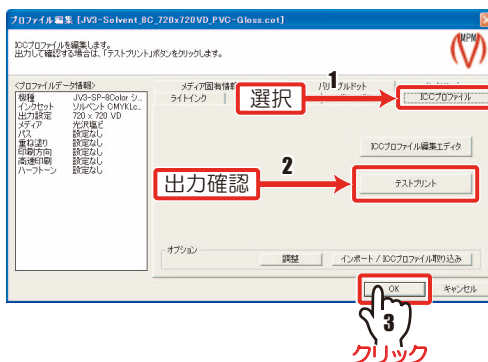 プロファイル編集 [JV3-Solvent_8C_720x720VD_PVC-Gloss.cot]
ICCプロファイルを編集します。
出力して確認する場合は、「テストプリント」ボタンをクリックします。
MPM
<プロファイルデータ情報>
機種 JV3-SP-8Color シ..
インクセット ソルベント CMYKLc..
出力設定 720 x 720 VD
メディア 光沢塩ビ
パス 設定なし
重ね塗り 設定なし
印刷方向 設定なし
高速印刷 設定なし
ハーフトーン 設定なし
メディア固有情報
ライトインク
ICCプロファイル
1
選択
ICCプロファイル編集エディタ
2
出力確認
テストプリント
オプション
調整
インポート / ICCプロファイル取り込み
OK
キャンセル
3
クリック